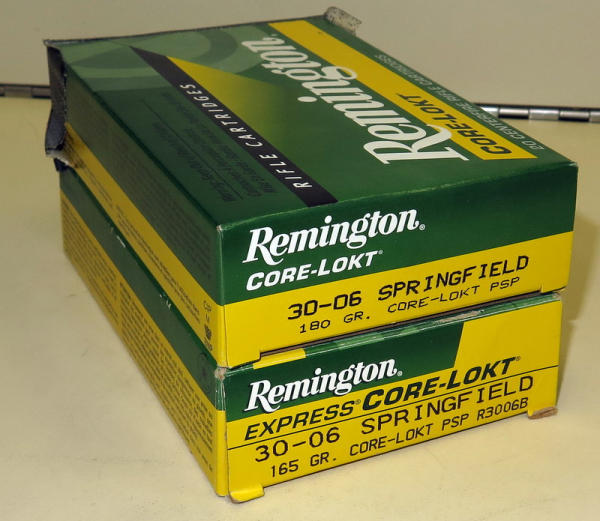 Remington
CORE-LOKT
20 CENTERFIRE RIFLE CARTRIDGES
RIFLE CARTRIDGES
Remington®
CORE-LOKT®
30-06 SPRINGFIELD
180 GR. CORE-LOKT PSP
Remington®
EXPRESS® CORE-LOKT®
30-06 SPRINGFIELD
165 GR. CORE-LOKT PSP R3006B